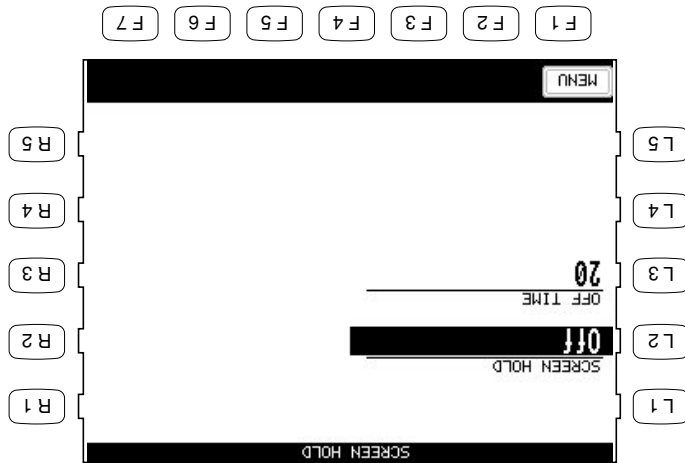 SCREEN HOLD
L1 R1
SCREEN HOLD
Off
L2 R2
OFF TIME
20
L3 R3
L4 R4
L5 R5
MENU
F1 F2 F3 F4 F5 F6 F7